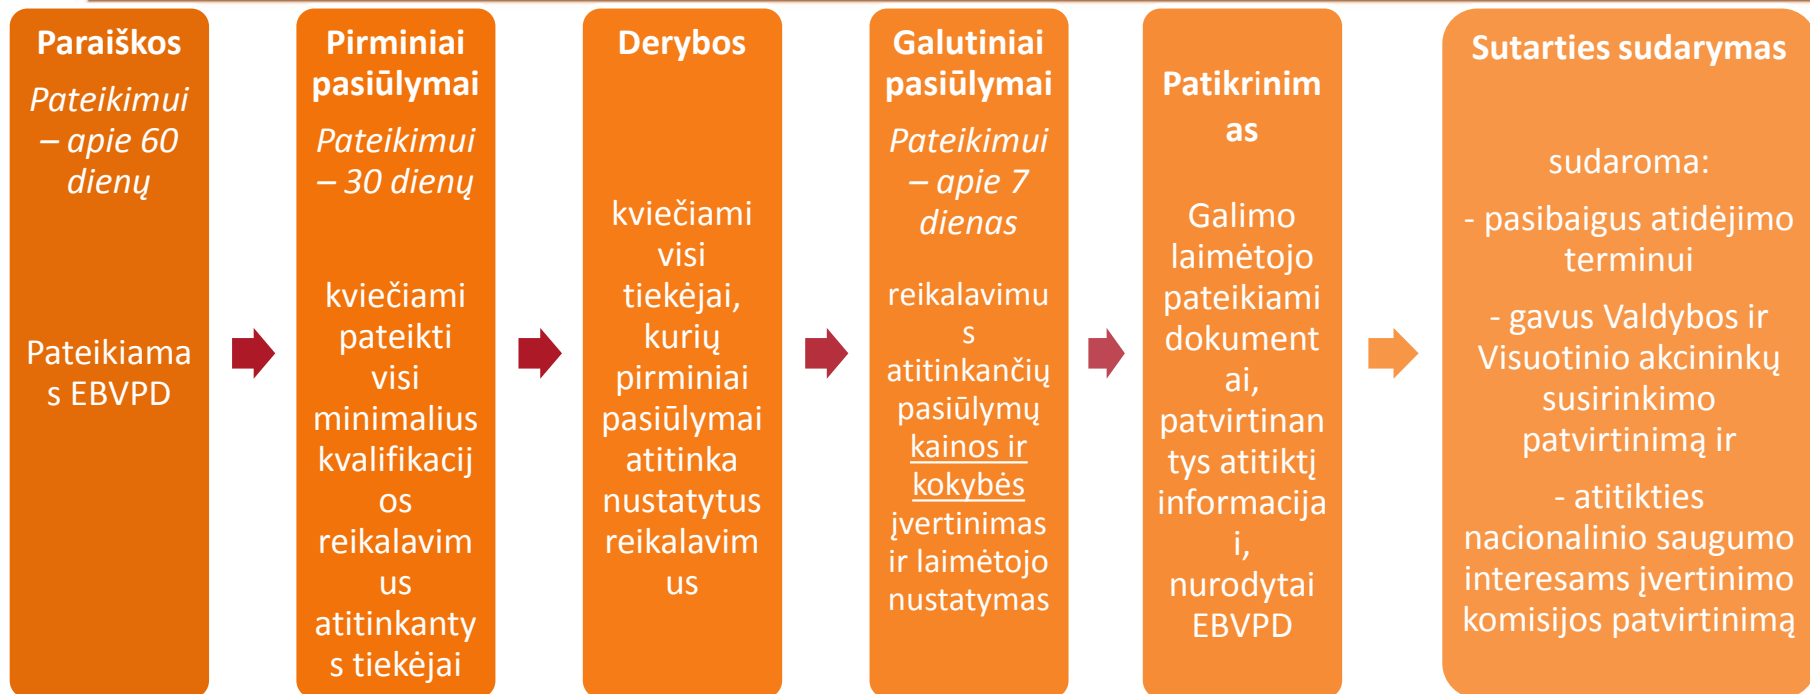 Paraiškos
Pateikimui
– apie 60
dienų
Pateikiama
s EBVPD
Pirminiai
pasiūlymai
Pateikimui
– 30 dienų
kviečiami
pateikti
visi
minimalius
kvalifikacij
os
reikalavim
us
atitinkanty
s tiekėjai
Derybos
kviečiami
visi
tiekėjai,
kurių
pirminiai
pasiūlymai
atitinka
nustatytus
reikalavim
us
Galutiniai
pasiūlymai
Pateikimui
– apie 7
dienas
reikalavimu
s
atitinkančių
pasiūlymų
kainos ir
kokybės
įvertinimas
ir laimėtojo
nustatymas
Patikrinim
as
Galimo
laimėtojo
pateikiami
dokument
ai,
patvirtinan
tys atitiktį
informacija
i,
nurodytai
EBVPD
Sutarties sudarymas
sudaroma:
- pasibaigus atidėjimo
terminui
- gavus Valdybos ir
Visuotinio akcininkų
susirinkimo
patvirtinimą ir
- atitikties
nacionalinio saugumo
interesams įvertinimo
komisijos patvirtinimą